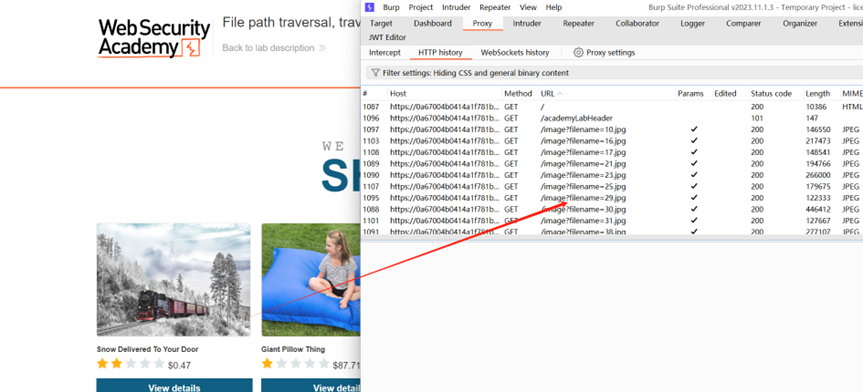 Web Security
Academy
File path traversal, trav
Back to lab description
WE
Snow Delivered To Your Door
$0.47
View details
Giant Pillow Thing
$87.71
View details
Burp Project Intruder Repeater View Help
Burp Suite Professional v2023.11.1.3 - Temporary Project - lice
Target Dashboard Proxy Intruder Repeater Collaborator Logger Comparer Organizer Extensi
JWT Editor
Intercept HTTP history WebSockets history Proxy settings
Filter settings: Hiding CSS and general binary content
# Host Method URL Params Edited Status code Length MIME
1087 https://0a67004b0414a1f781b... GET / 200 10386 HTML
1096 https://0a67004b0414a1f781b... GET /academyLabHeader 101 147
1097 https://0a67004b0414a1f781b... GET /image?filename=10.jpg ✓ 200 146550 JPEG
1103 https://0a67004b0414a1f781b... GET /image?filename=16.jpg ✓ 200 217473 JPEG
1108 https://0a67004b0414a1f781b... GET /image?filename=17.jpg ✓ 200 148541 JPEG
1089 https://0a67004b0414a1f781b... GET /image?filename=21.jpg ✓ 200 194766 JPEG
1090 https://0a67004b0414a1f781b... GET /image?filename=23.jpg ✓ 200 266000 JPEG
1107 https://0a67004b0414a1f781b... GET /image?filename=25.jpg ✓ 200 179675 JPEG
1095 https://0a67004b0414a1f781b... GET /image?filename=29.jpg ✓ 200 122333 JPEG
1088 https://0a67004b0414a1f781b... GET /image?filename=30.jpg ✓ 200 446412 JPEG
1101 https://0a67004b0414a1f781b... GET /image?filename=31.jpg ✓ 200 127667 JPEG
1091 https://0a67004b0414a1f781b... GET /image?filename=38.jpg ✓ 200 277107 JPEG